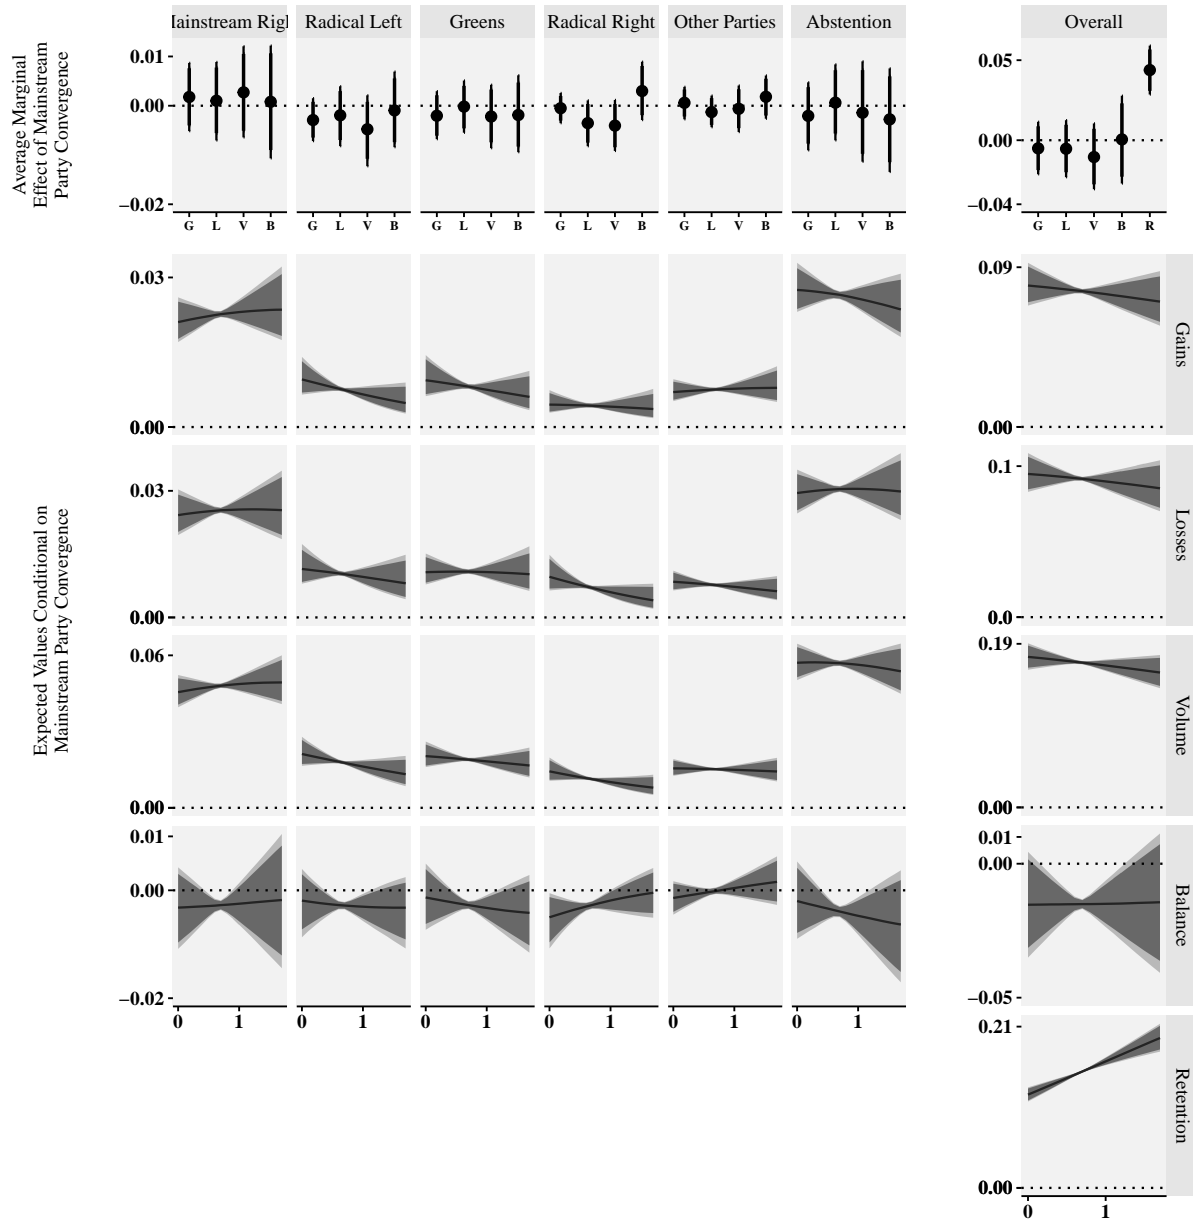 Mainstream Righ
Radical Left
Greens
Radical Right
Other Parties
Abstention
Overall
Average Marginal
Effect of Mainstream
Party Convergence
0.01
0.00
−0.02
0.05
0.00
−0.04
G L V B
G L V B
G L V B
G L V B
G L V B
G L V B
G L V B R
Expected Values Conditional on
Mainstream Party Convergence
0.03
0.00
0.09
0.00
Gains
0.03
0.00
0.1
0.0
Losses
0.06
0.00
0.19
0.00
Volume
0.01
0.00
−0.02
0.01
0.00
−0.05
Balance
0 1
0 1
0 1
0 1
0 1
0 1
0.21
0.00
Retention
0 1